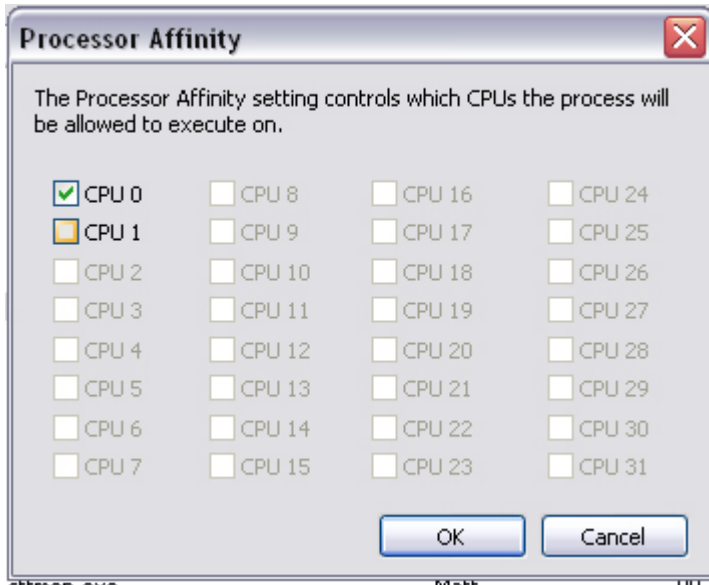 Processor Affinity
The Processor Affinity setting controls which CPUs the process will
be allowed to execute on.
CPU 0 CPU 8 CPU 16 CPU 24
CPU 1 CPU 9 CPU 17 CPU 25
CPU 2 CPU 10 CPU 18 CPU 26
CPU 3 CPU 11 CPU 19 CPU 27
CPU 4 CPU 12 CPU 20 CPU 28
CPU 5 CPU 13 CPU 21 CPU 29
CPU 6 CPU 14 CPU 22 CPU 30
CPU 7 CPU 15 CPU 23 CPU 31
OK Cancel